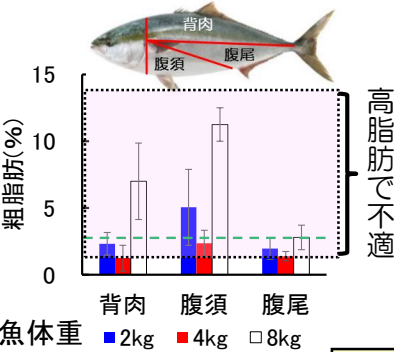 背肉
腹須
腹尾
粗脂肪(%)
15
10
5
0
高脂肪で不適
背肉 腹須 腹尾
魚体重 2kg 4kg 8kg